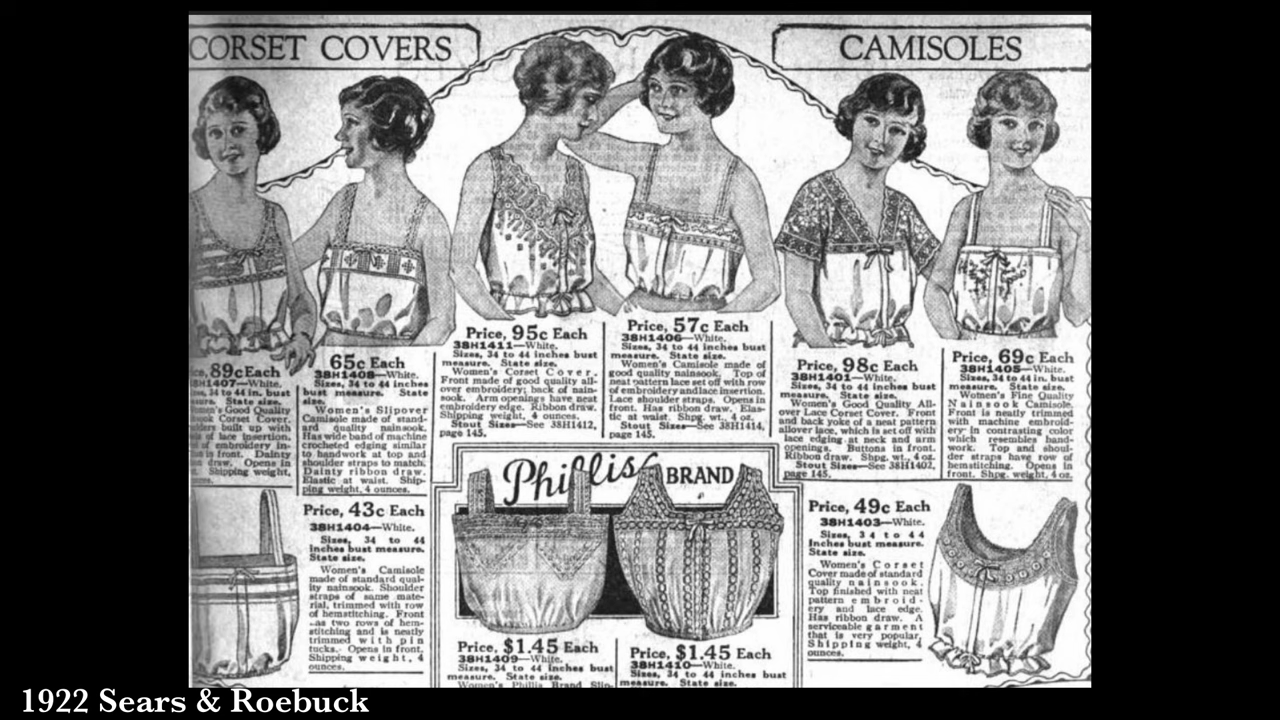 CORSET COVERS
CAMISOLES
89c Each
38H1407—White.
65c Each
38H1408—White.
Sizes, 34 to 44 inches
bust measure. State
size.
Women's Slipover
Camisole made of stand-
ard quality nainsook.
Has wide band of machine
crocheted edging similar
to handwork at top and
shoulder straps to match.
Dainty ribbon draw.
Elastic at waist. Ship-
ping weight, 4 ounces.
Price, 95c Each
38H1411—White.
Sizes, 34 to 44 inches bust
measure. State size.
Women's Corset Cover.
Front made of good quality all-
over embroidery; back of nain-
sook. Arm openings have neat
embroidery edge. Ribbon draw.
Shipping weight, 4 ounces.
Stout Sizes—See 38H1412,
page 145.
Price, 57c Each
38H1406—White.
Sizes, 34 to 44 inches bust
measure. State size.
Women's Camisole made of
good quality nainsook. Top of
neat pattern lace set off with row
of embroidery and lace insertion.
Lace shoulder straps. Opens in
front. Has ribbon draw. Elas-
tic at waist. Shpg. wt., 4 oz.
Stout Sizes—See 38H1414,
page 145.
Price, 98c Each
38H1401—White.
Sizes, 34 to 44 inches bust
measure. State size.
Women's Good Quality All-
over Lace Corset Cover. Front
and back yoke of a neat pattern
allover lace, which is set off with
lace edging at neck and arm
openings. Buttons in front.
Ribbon draw. Shpg. wt., 4 oz.
Stout Sizes—See 38H1402,
page 145.
Price, 69c Each
38H1405—White.
Sizes, 34 to 44 in. bust
measure. State size.
Women's Fine Quality
Nainsook Camisole.
Front is neatly trimmed
with machine embroid-
ery in contrasting color
which resembles hand-
work. Top and shoul-
der straps have row of
hemstitching. Opens in
front. Shpg. weight, 4 oz.
Price, 43c Each
38H1404—White.
Sizes, 34 to 44
inches bust measure.
State size.
Women's Camisole
made of standard qual-
ity nainsook. Shoulder
straps of same mate-
rial, trimmed with row
of hemstitching. Front
has two rows of hem-
stitching and is neatly
trimmed with pin
tucks. Opens in front.
Shipping weight, 4
ounces.
Phillis BRAND
Price, $1.45 Each
38H1409—White.
Sizes, 34 to 44 inches bust
measure. State size.
Women's Phillis Brand Slip-
Price, $1.45 Each
38H1410—White.
Sizes, 34 to 44 inches bust
measure. State size.
Price, 49c Each
38H1403—White.
Sizes, 34 to 44
inches bust measure.
State size.
Women's Corset
Cover made of standard
quality nainsook.
Top finished with neat
pattern embroid-
ery and lace edge.
Has ribbon draw. A
serviceable garment
that is very popular.
Shipping weight, 4
ounces.
1922 Sears & Roebuck